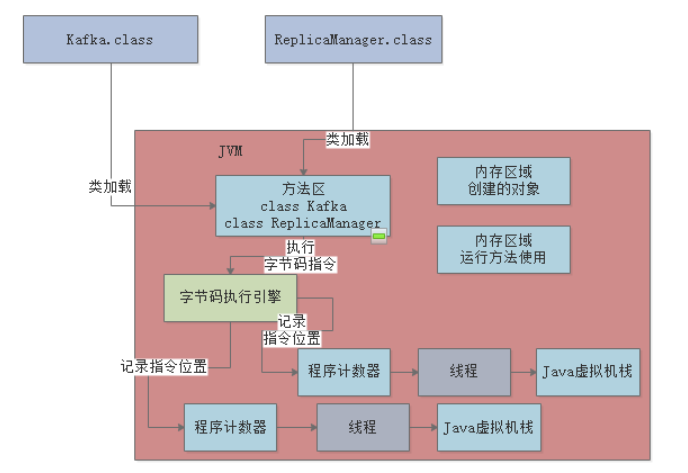 Kafka.class
ReplicaManager.class
JVM
类加载
类加载
方法区
class Kafka
class ReplicaManager
内存区域
创建的对象
内存区域
运行方法使用
执行
字节码指令
字节码执行引擎
记录
指令位置
记录指令位置
程序计数器
线程
Java虚拟机栈
程序计数器
线程
Java虚拟机栈